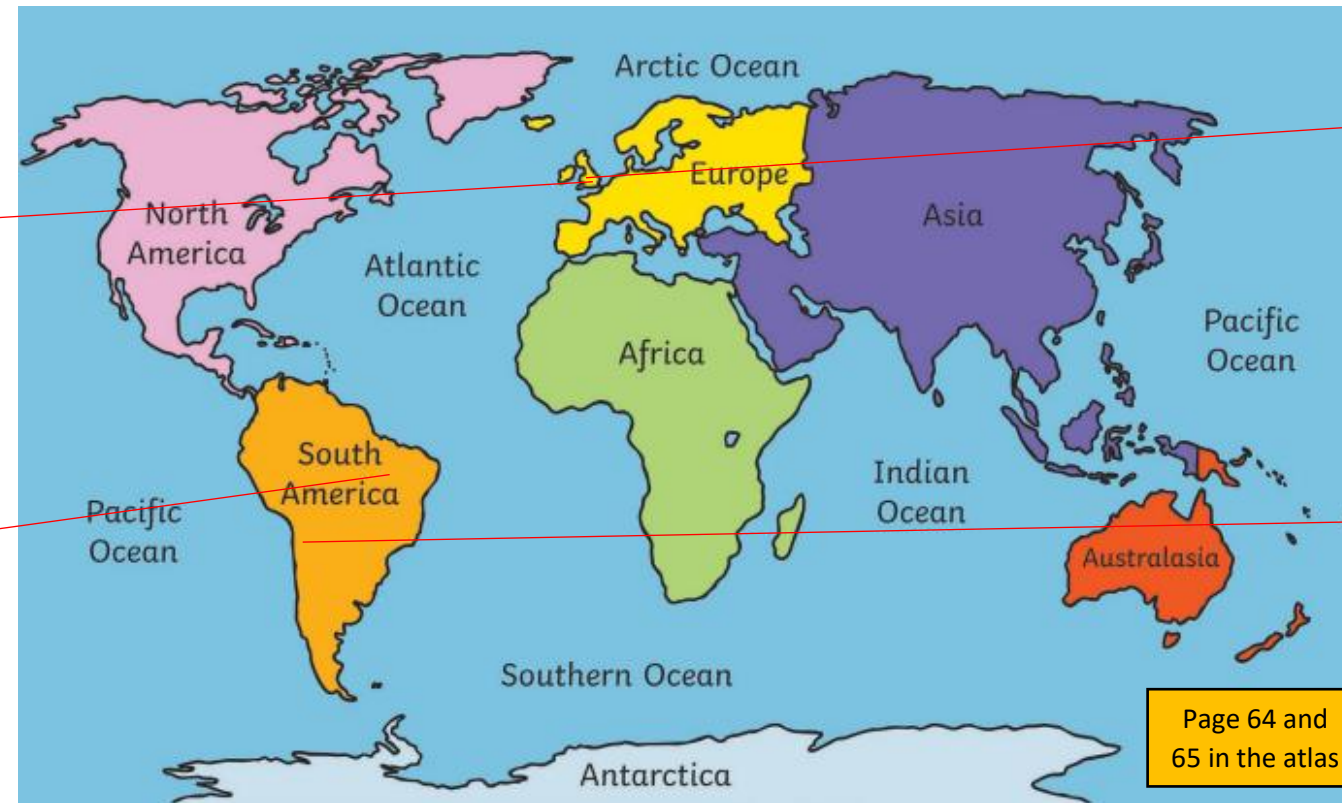 Arctic Ocean
Europe
North
America
Asia
Atlantic
Ocean
Pacific
Ocean
Africa
South
America
Indian
Ocean
Pacific
Ocean
Australasia
Southern Ocean
Page 64 and
65 in the atlas
Antarctica